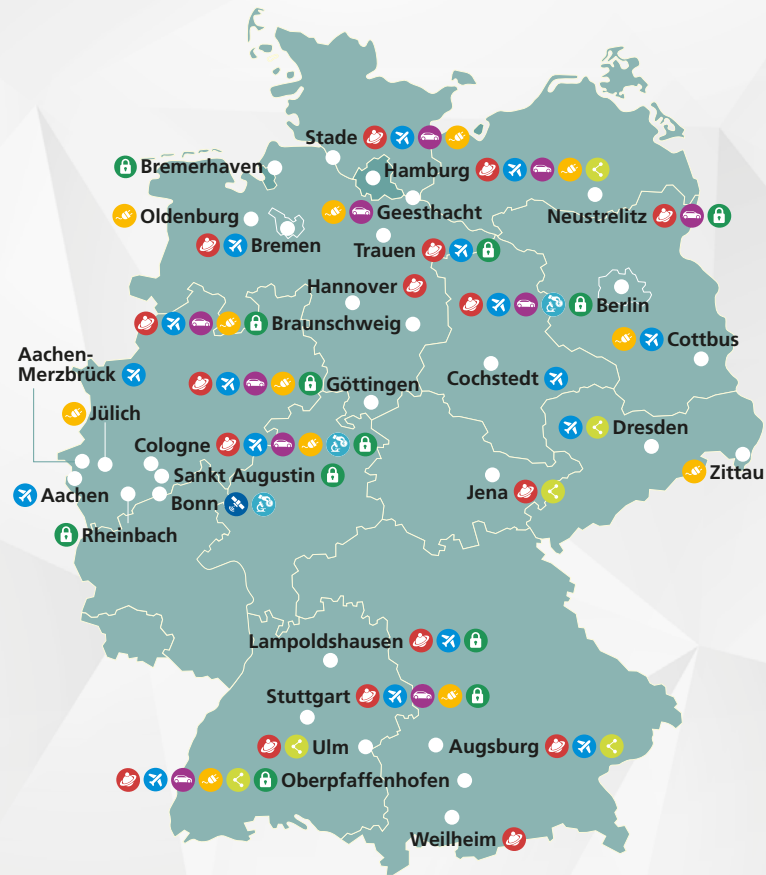 Stade
Bremerhaven
Hamburg
Oldenburg
Geesthacht
Neustrelitz
Bremen
Trauen
Hannover
Berlin
Braunschweig
Cottbus
Aachen-
Merzbrück
Göttingen
Cochstedt
Jülich
Dresden
Cologne
Sankt Augustin
Zittau
Aachen
Bonn
Jena
Rheinbach
Lampoldshausen
Stuttgart
Ulm
Augsburg
Oberpfaffenhofen
Weilheim